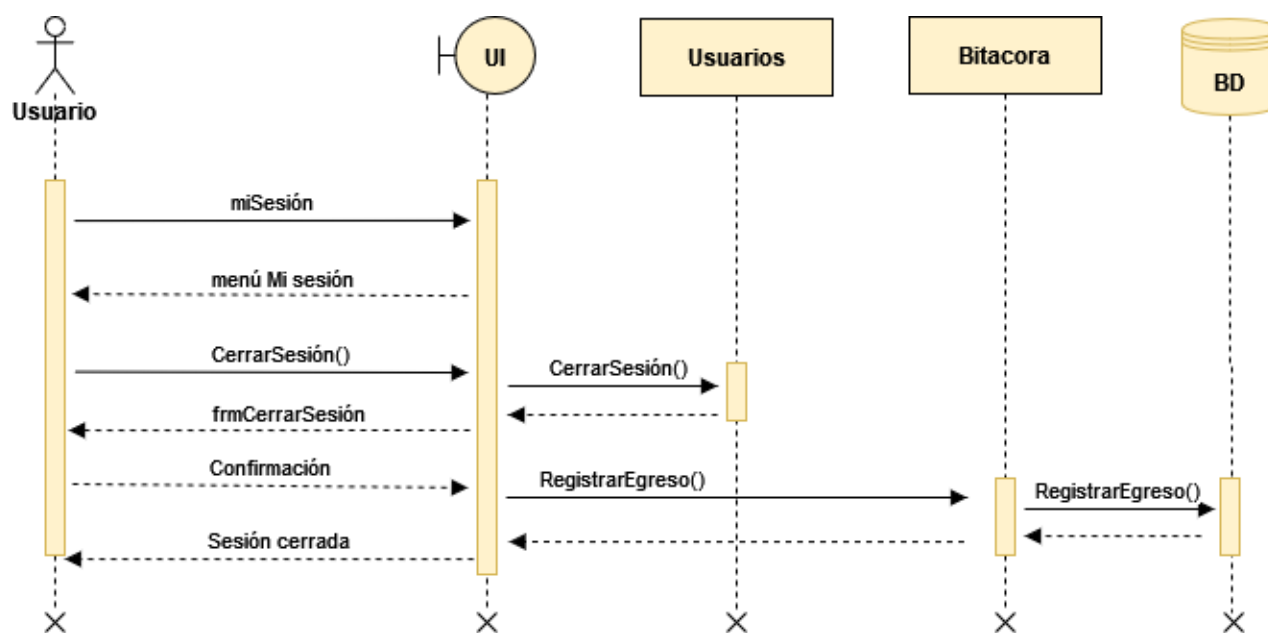 Usuario
UI
Usuarios
Bitacora
BD
miSesión
menú Mi sesión
CerrarSesión()
CerrarSesión()
frmCerrarSesión
Confirmación
RegistrarEgreso()
RegistrarEgreso()
Sesión cerrada